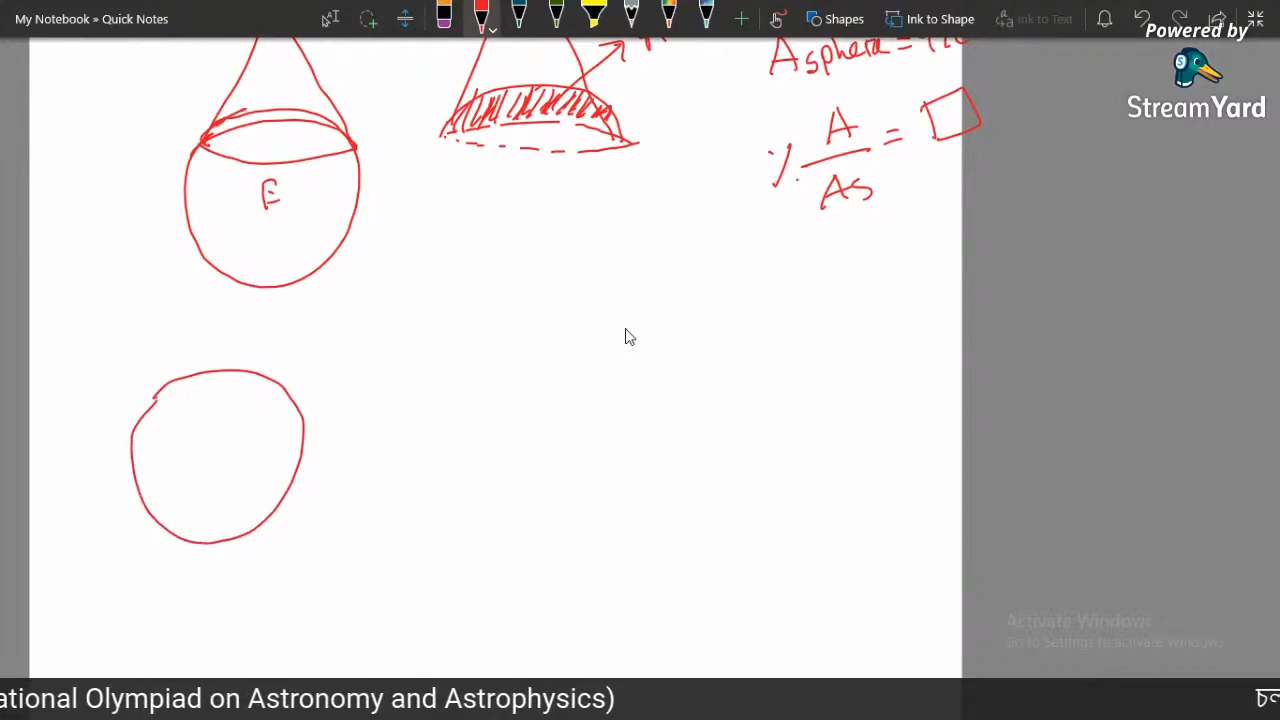 My Notebook » Quick Notes
Shapes
Ink to Shape
Ink to Text
Powered by
StreamYard
A sphere =
% A/As =
E
Activate Windows
Go to Settings to activate Windows.
ational Olympiad on Astronomy and Astrophysics)